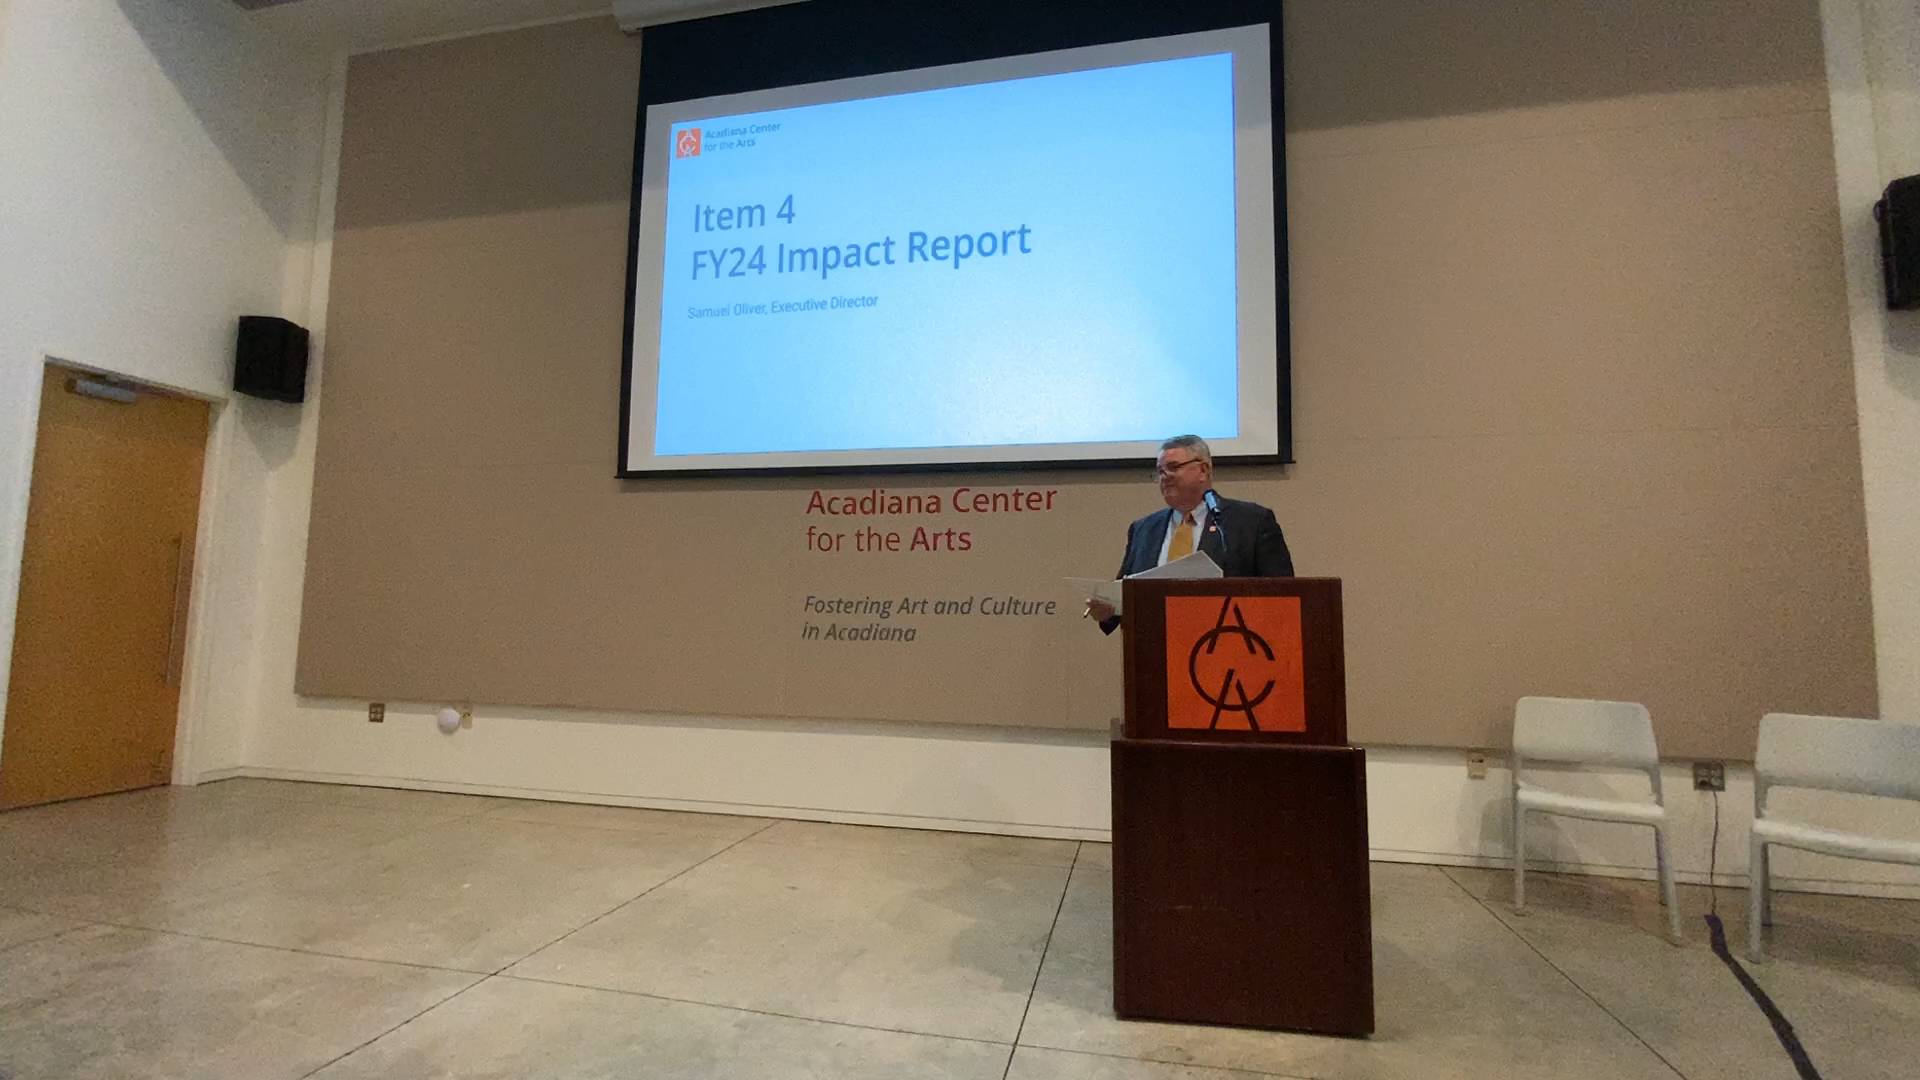 Acadiana Center
for the Arts
Item 4
FY24 Impact Report
Samuel Oliver, Executive Director
Acadiana Center
for the Arts
Fostering Art and Culture
in Acadiana
ACA